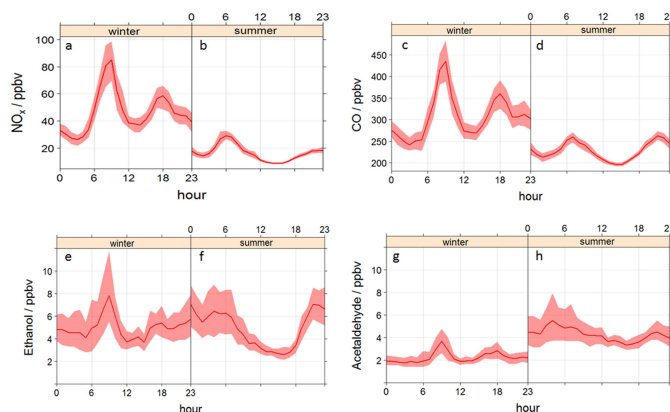 0 6 12 18 23
winter summer
a b
NOx / ppbv
100
80
60
40
20
0 6 12 23
hour
0 6 12 18 23
winter summer
c d
CO / ppbv
450
400
350
300
250
200
0 6 12 23
hour
0 6 12 18 23
winter summer
e f
Ethanol / ppbv
10
8
6
4
2
0 6 12 23
hour
0 6 12 18 23
winter summer
g h
Acetaldehyde / ppbv
10
8
6
4
2
0 6 12 23
hour